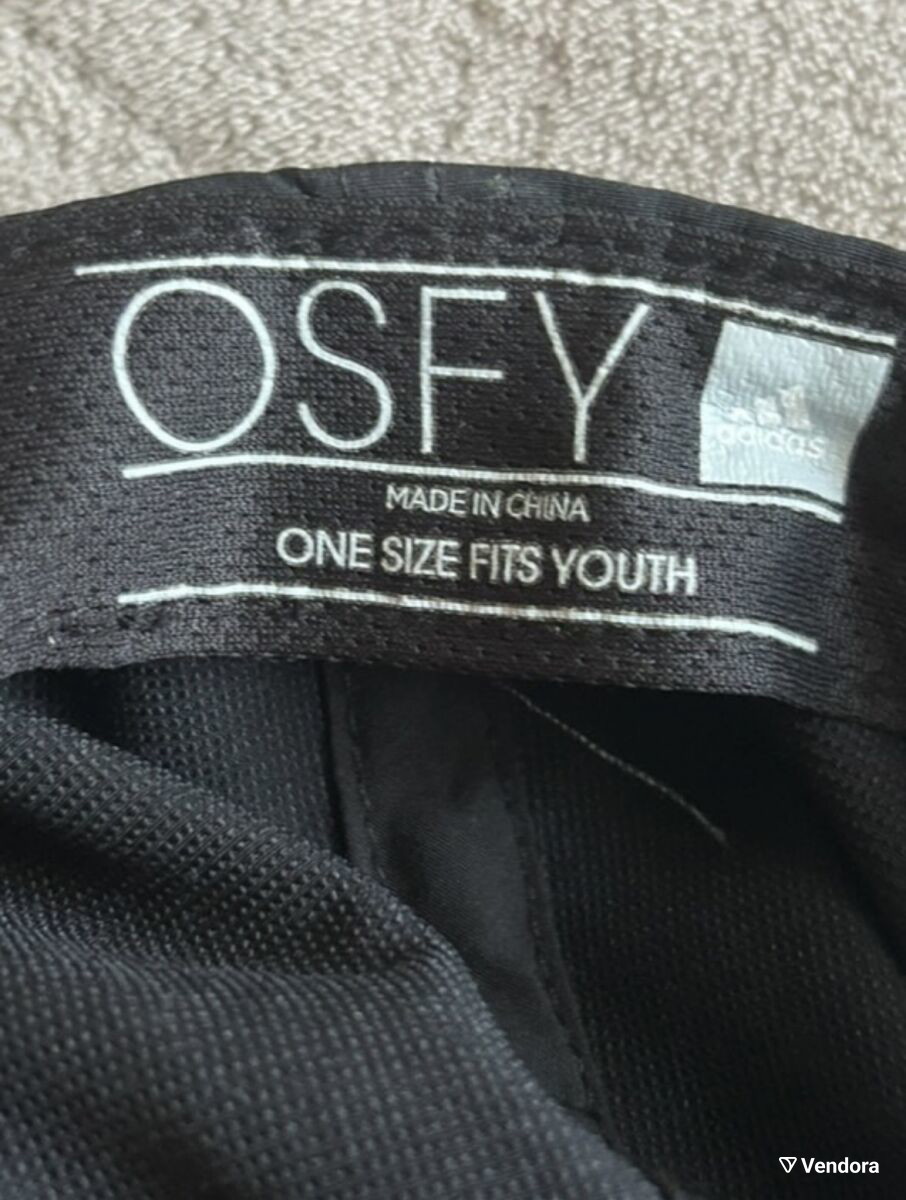 OSFY
adidas
MADE IN CHINA
ONE SIZE FITS YOUTH
Vendora